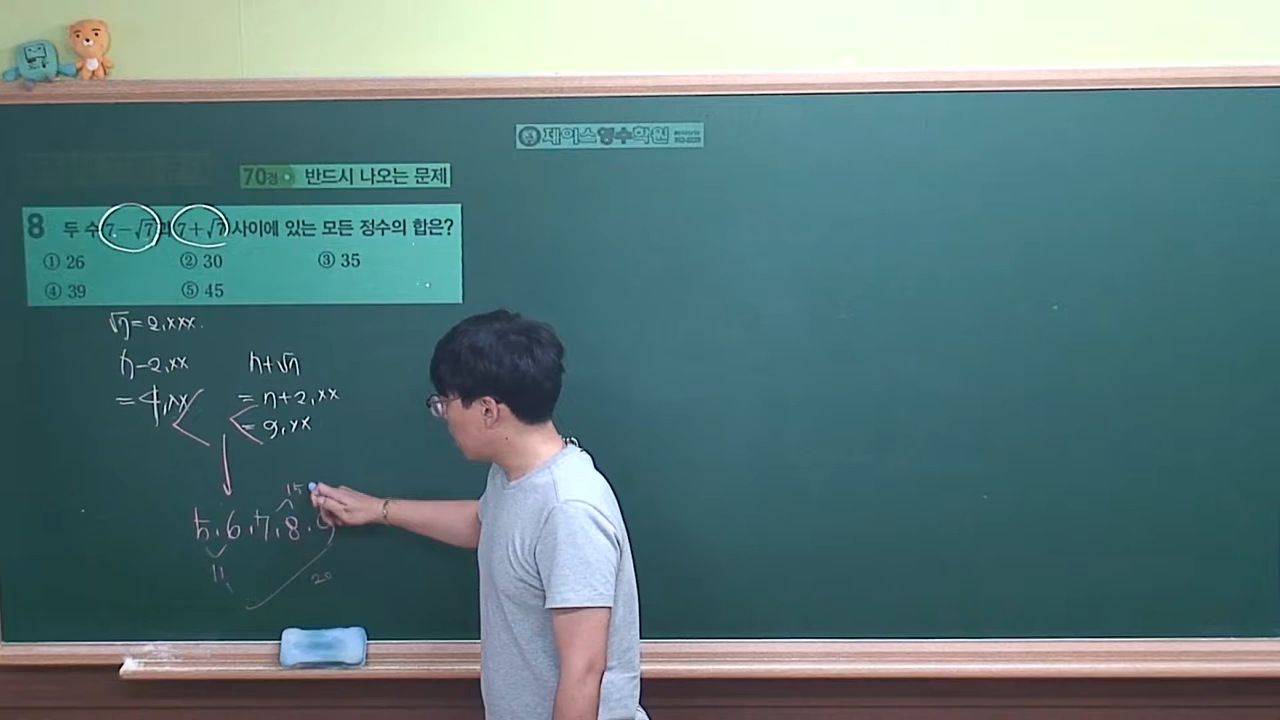 제이스영수학원
70점 반드시 나오는 문제
8 두 수 7-√7과 7+√7 사이에 있는 모든 정수의 합은?
① 26 ② 30 ③ 35
④ 39 ⑤ 45
√7=2.xxx.
7-2.xx 7+√7
=4.xx =7+2.xx
=9.xx
15
5.6.7.8.9
11
20